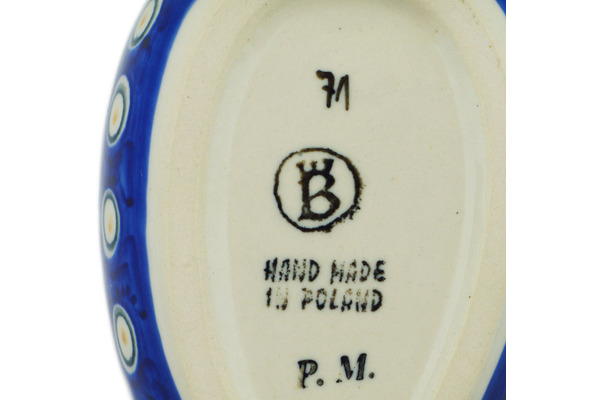 71
B
HAND MADE
IN POLAND
P. M.